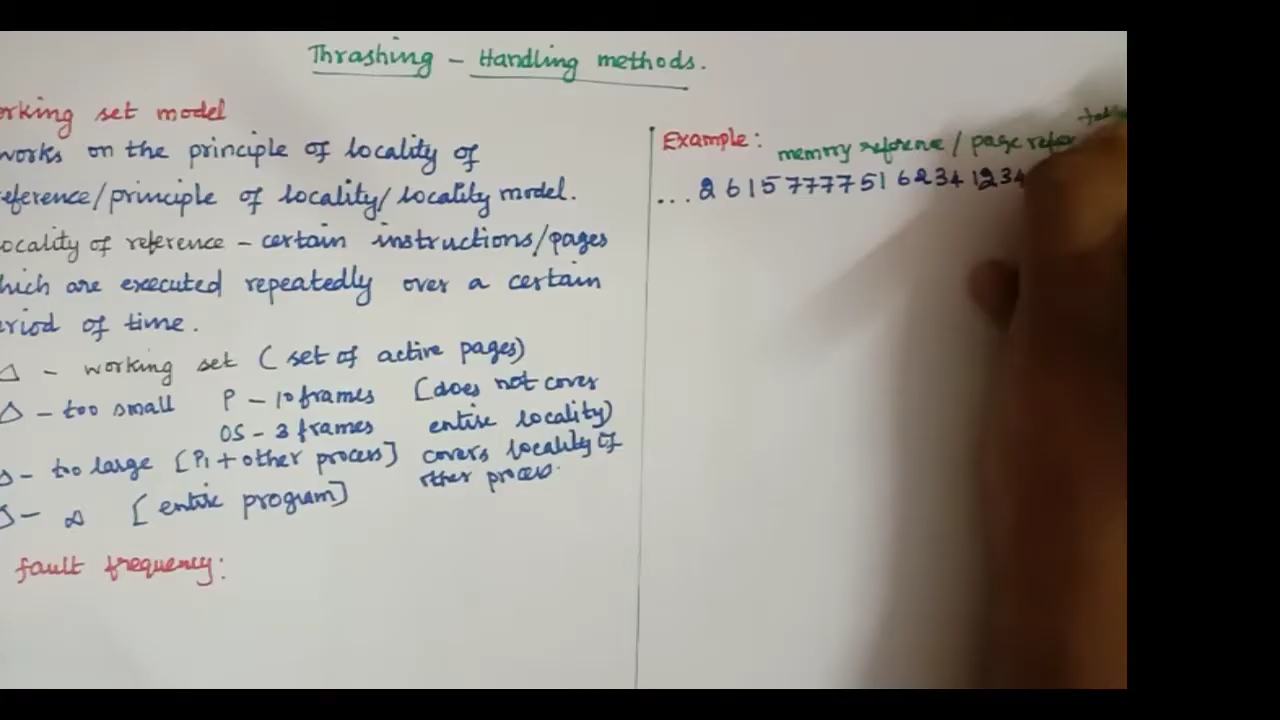 Thrashing - Handling methods.
orking set model
works on the principle of locality of
eference/principle of locality/locality model.
ocality of reference - certain instructions/pages
hich are executed repeatedly over a certain
eriod of time.
Δ - working set (set of active pages)
Δ - too small P - 10 frames [does not cover
OS - 3 frames entire locality)
Δ - too large [P1 + other process] covers locality of
other process.
Δ - ∞ [entire program]
fault frequency:
Example:
memory reference / page refer
... 2 6 1 5 7 7 7 7 5 1 6 2 3 4 1 2 3 4